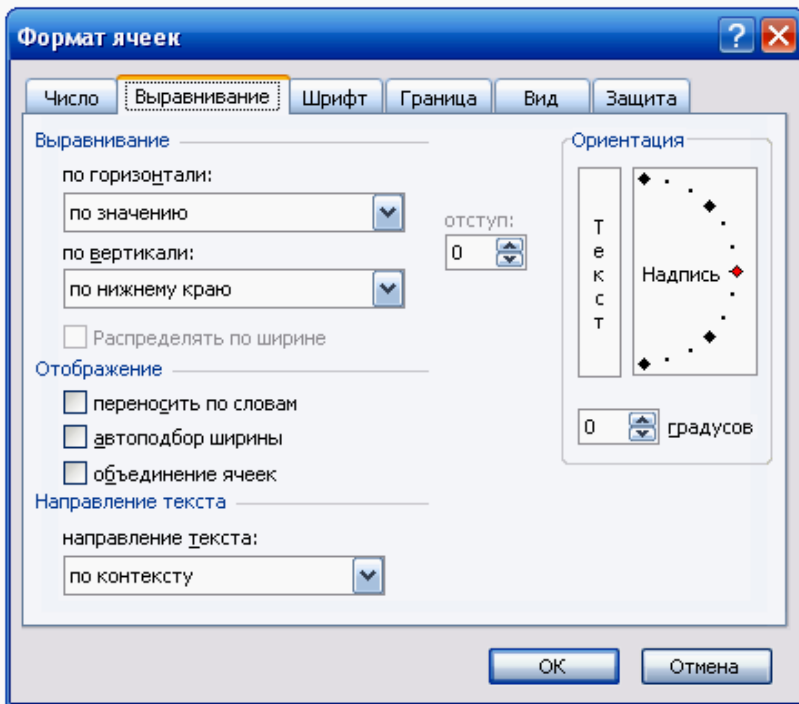 Формат ячеек
Число Выравнивание Шрифт Граница Вид Защита
Выравнивание
по горизонтали:
по значению
отступ:
0
по вертикали:
по нижнему краю
Распределять по ширине
Отображение
переносить по словам
автоподбор ширины
объединение ячеек
Направление текста
направление текста:
по контексту
Ориентация
Текст
Надпись
0 градусов
ОК Отмена